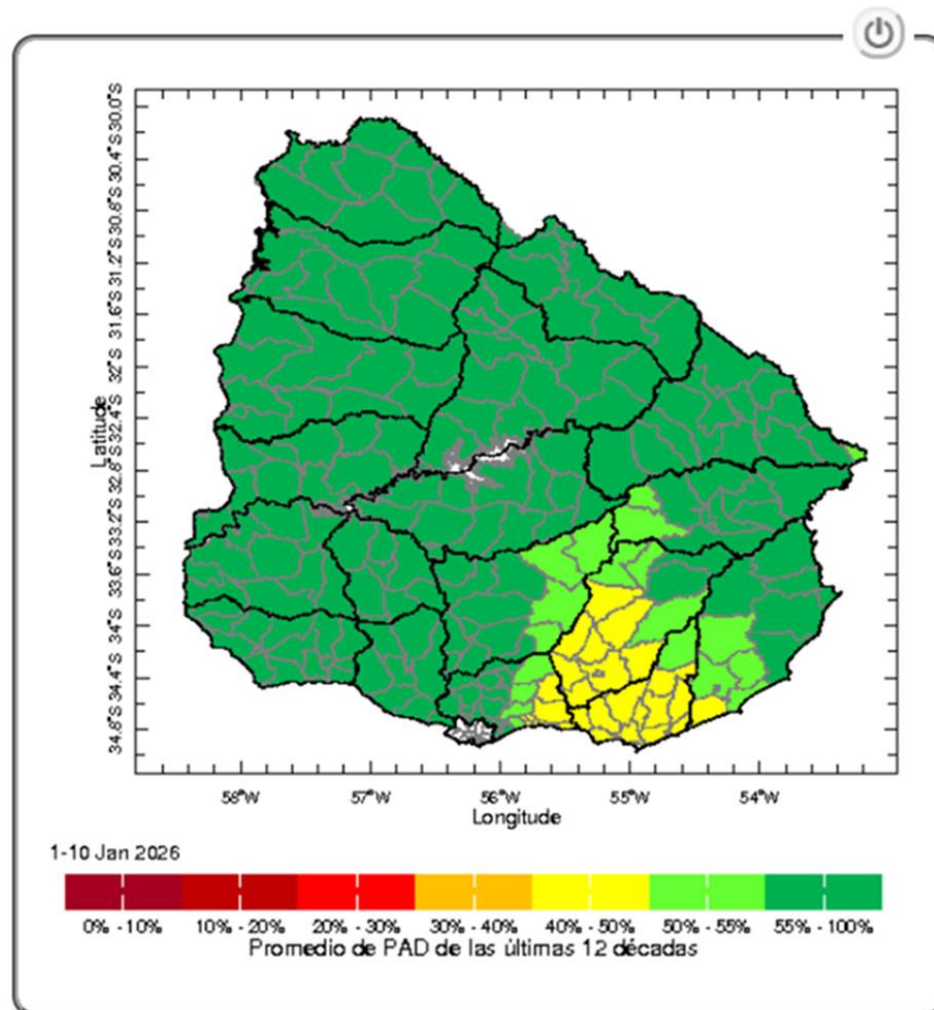 30.0°S
30.4°S
30.8°S
31.2°S
31.6°S
32°S
32.4°S
32.8°S
33.2°S
33.6°S
34°S
34.4°S
34.8°S
Latitude
58°W 57°W 56°W 55°W 54°W
Longitude
1-10 Jan 2026
0% -10% 10% -20% 20% -30% 30% -40% 40% -50% 50% -55% 55% -100%
Promedio de PAD de las últimas 12 décadas